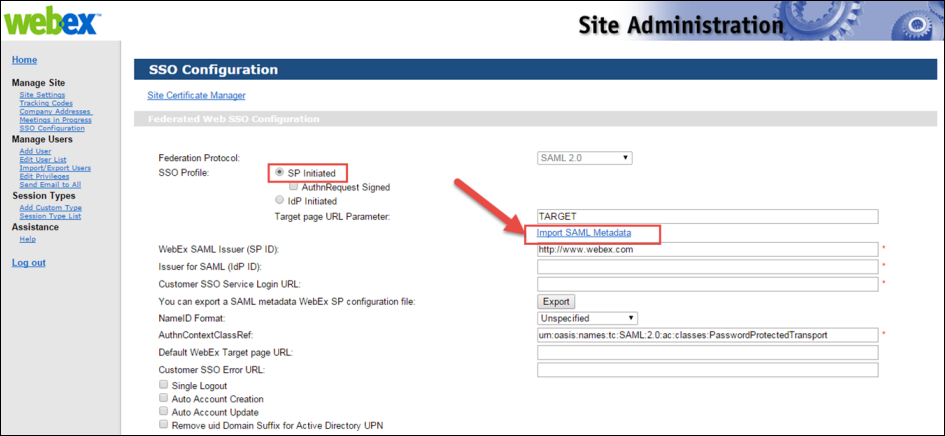 webex™
Site Administration
Home
Manage Site
Site Settings
Tracking Codes
Company Addresses
Meetings in Progress
SSO Configuration
Manage Users
Add User
Edit User List
Import/Export Users
Edit Privileges
Send Email to All
Session Types
Add Custom Type
Session Type List
Assistance
Help
Log out
SSO Configuration
Site Certificate Manager
Federated Web SSO Configuration
Federation Protocol: SAML 2.0
SSO Profile: SP Initiated
AuthnRequest Signed
IdP Initiated
Target page URL Parameter: TARGET
Import SAML Metadata
WebEx SAML Issuer (SP ID): http://www.webex.com *
Issuer for SAML (IdP ID): *
Customer SSO Service Login URL: *
You can export a SAML metadata WebEx SP configuration file: Export
NameID Format: Unspecified
AuthnContextClassRef: urn:oasis:names:tc:SAML:2.0:ac:classes:PasswordProtectedTransport *
Default WebEx Target page URL:
Customer SSO Error URL:
Single Logout
Auto Account Creation
Auto Account Update
Remove uid Domain Suffix for Active Directory UPN